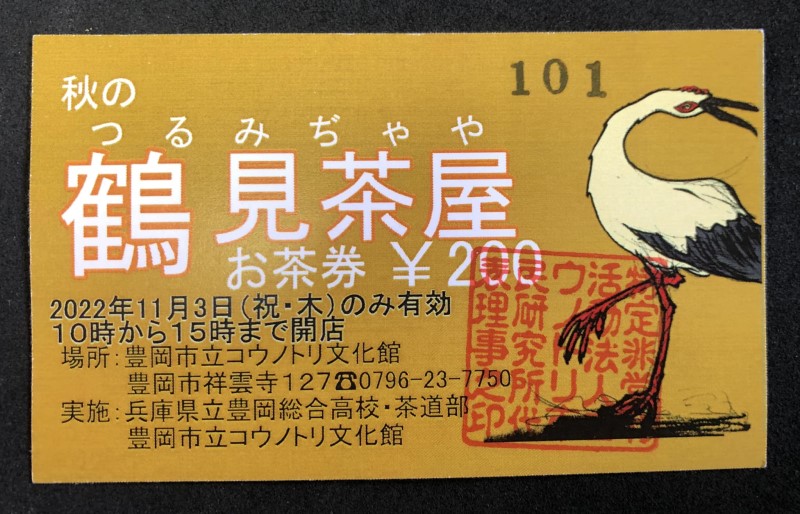 101
秋の
つるみぢゃや
鶴見茶屋
お茶券 ¥200
2022年11月3日(祝・木)のみ有効
10時から15時まで開店
場所:豊岡市立コウノトリ文化館
豊岡市祥雲寺127☎0796-23-7750
実施:兵庫県立豊岡総合高校・茶道部
豊岡市立コウノトリ文化館
特定非営
活動法人
ウノトリ
研究所代
表理事之印